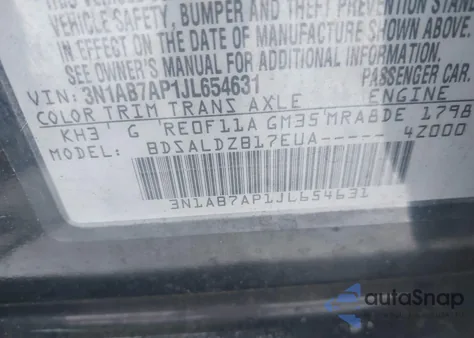 VEHICLE SAFETY, BUMPER AND THEFT PREVENTION STAN
IN EFFECT ON THE DATE OF MANUFACTURE SHOWN
SEE OWNER'S MANUAL FOR ADDITIONAL INFORMATION.
VIN: 3N1AB7AP1JL654631 PASSENGER CAR
COLOR TRIM TRANS AXLE ENGINE
KH3 G RE0F11A GM35 MRA8DE 1798
MODEL: BDSALDZB17EUA----- 4Z000
3N1AB7AP1JL654631
autoSnap